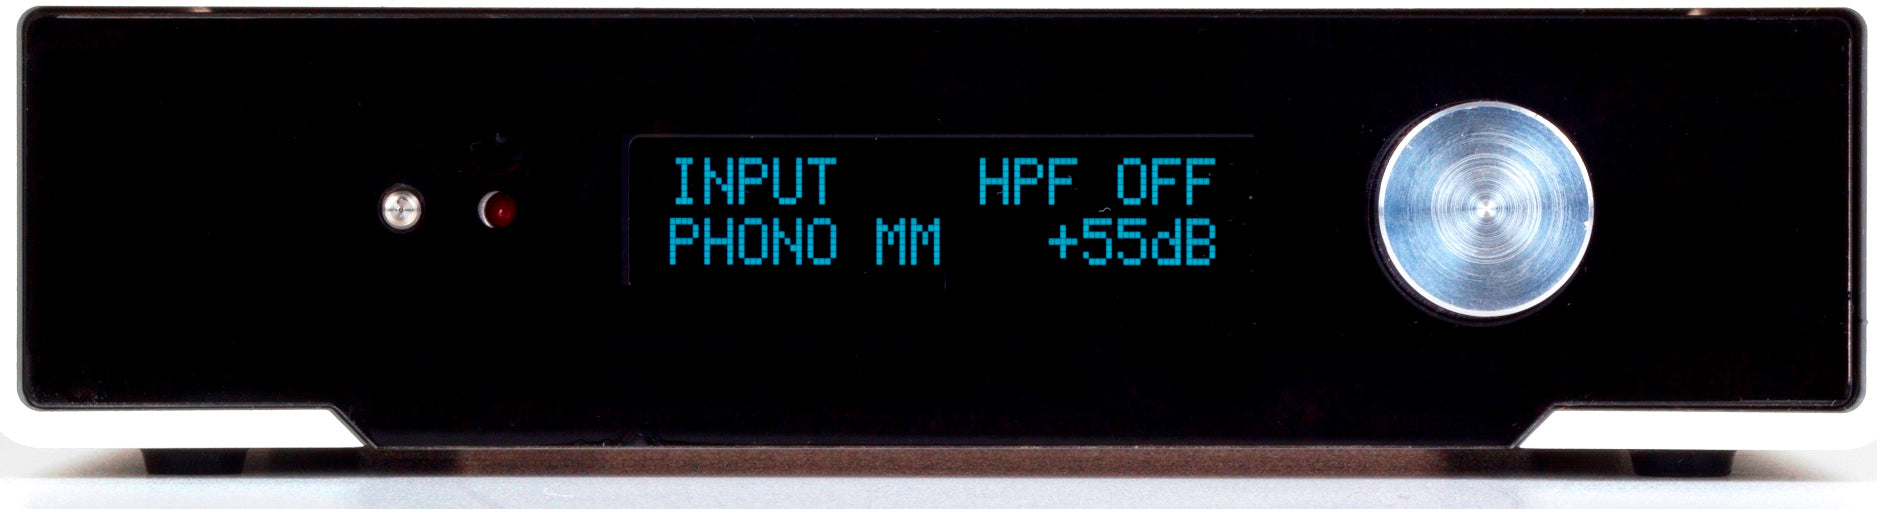 INPUT HPF OFF
PHONO MM +55dB